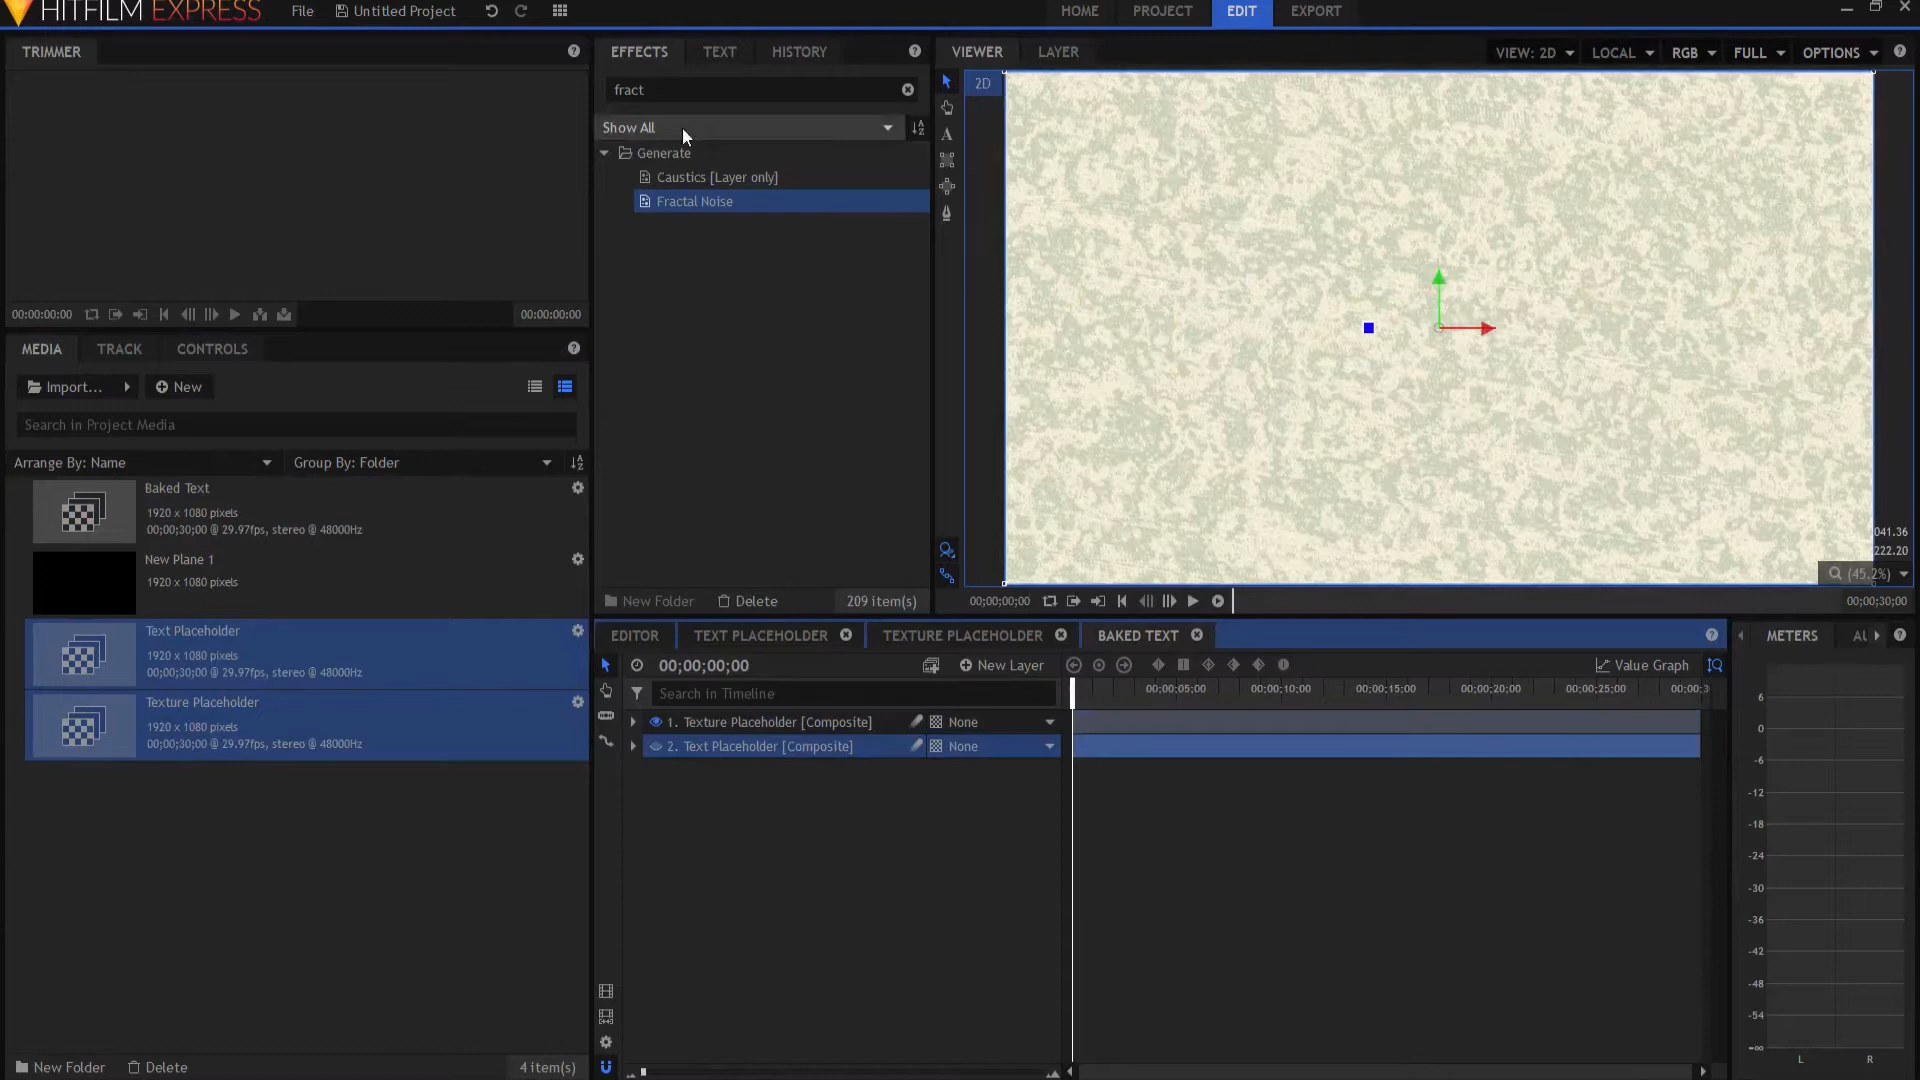 HITFILM EXPRESS File Untitled Project HOME PROJECT EDIT EXPORT
TRIMMER
00:00:00:00 00:00:00:00
MEDIA TRACK CONTROLS
Import... New
Search in Project Media
Arrange By: Name Group By: Folder
Baked Text
1920 x 1080 pixels
00;00;30;00 @ 29.97fps, stereo @ 48000Hz
New Plane 1
1920 x 1080 pixels
Text Placeholder
1920 x 1080 pixels
00;00;30;00 @ 29.97fps, stereo @ 48000Hz
Texture Placeholder
1920 x 1080 pixels
00;00;30;00 @ 29.97fps, stereo @ 48000Hz
New Folder Delete 4 item(s)
EFFECTS TEXT HISTORY
fract
Show All
Generate
Caustics [Layer only]
Fractal Noise
New Folder Delete 209 item(s)
VIEWER LAYER VIEW: 2D LOCAL RGB FULL OPTIONS
2D
041.36
222.20
(45.2%)
00;00;00;00 00;00;30;00
EDITOR TEXT PLACEHOLDER TEXTURE PLACEHOLDER BAKED TEXT
00;00;00;00 New Layer Value Graph
Search in Timeline
00;00;05;00 00;00;10;00 00;00;15;00 00;00;20;00 00;00;25;00 00;00;3
1. Texture Placeholder [Composite] None
2. Text Placeholder [Composite] None
METERS AU
6
0
-6
-12
-18
-24
-30
-36
-42
-48
-54
-∞
L R